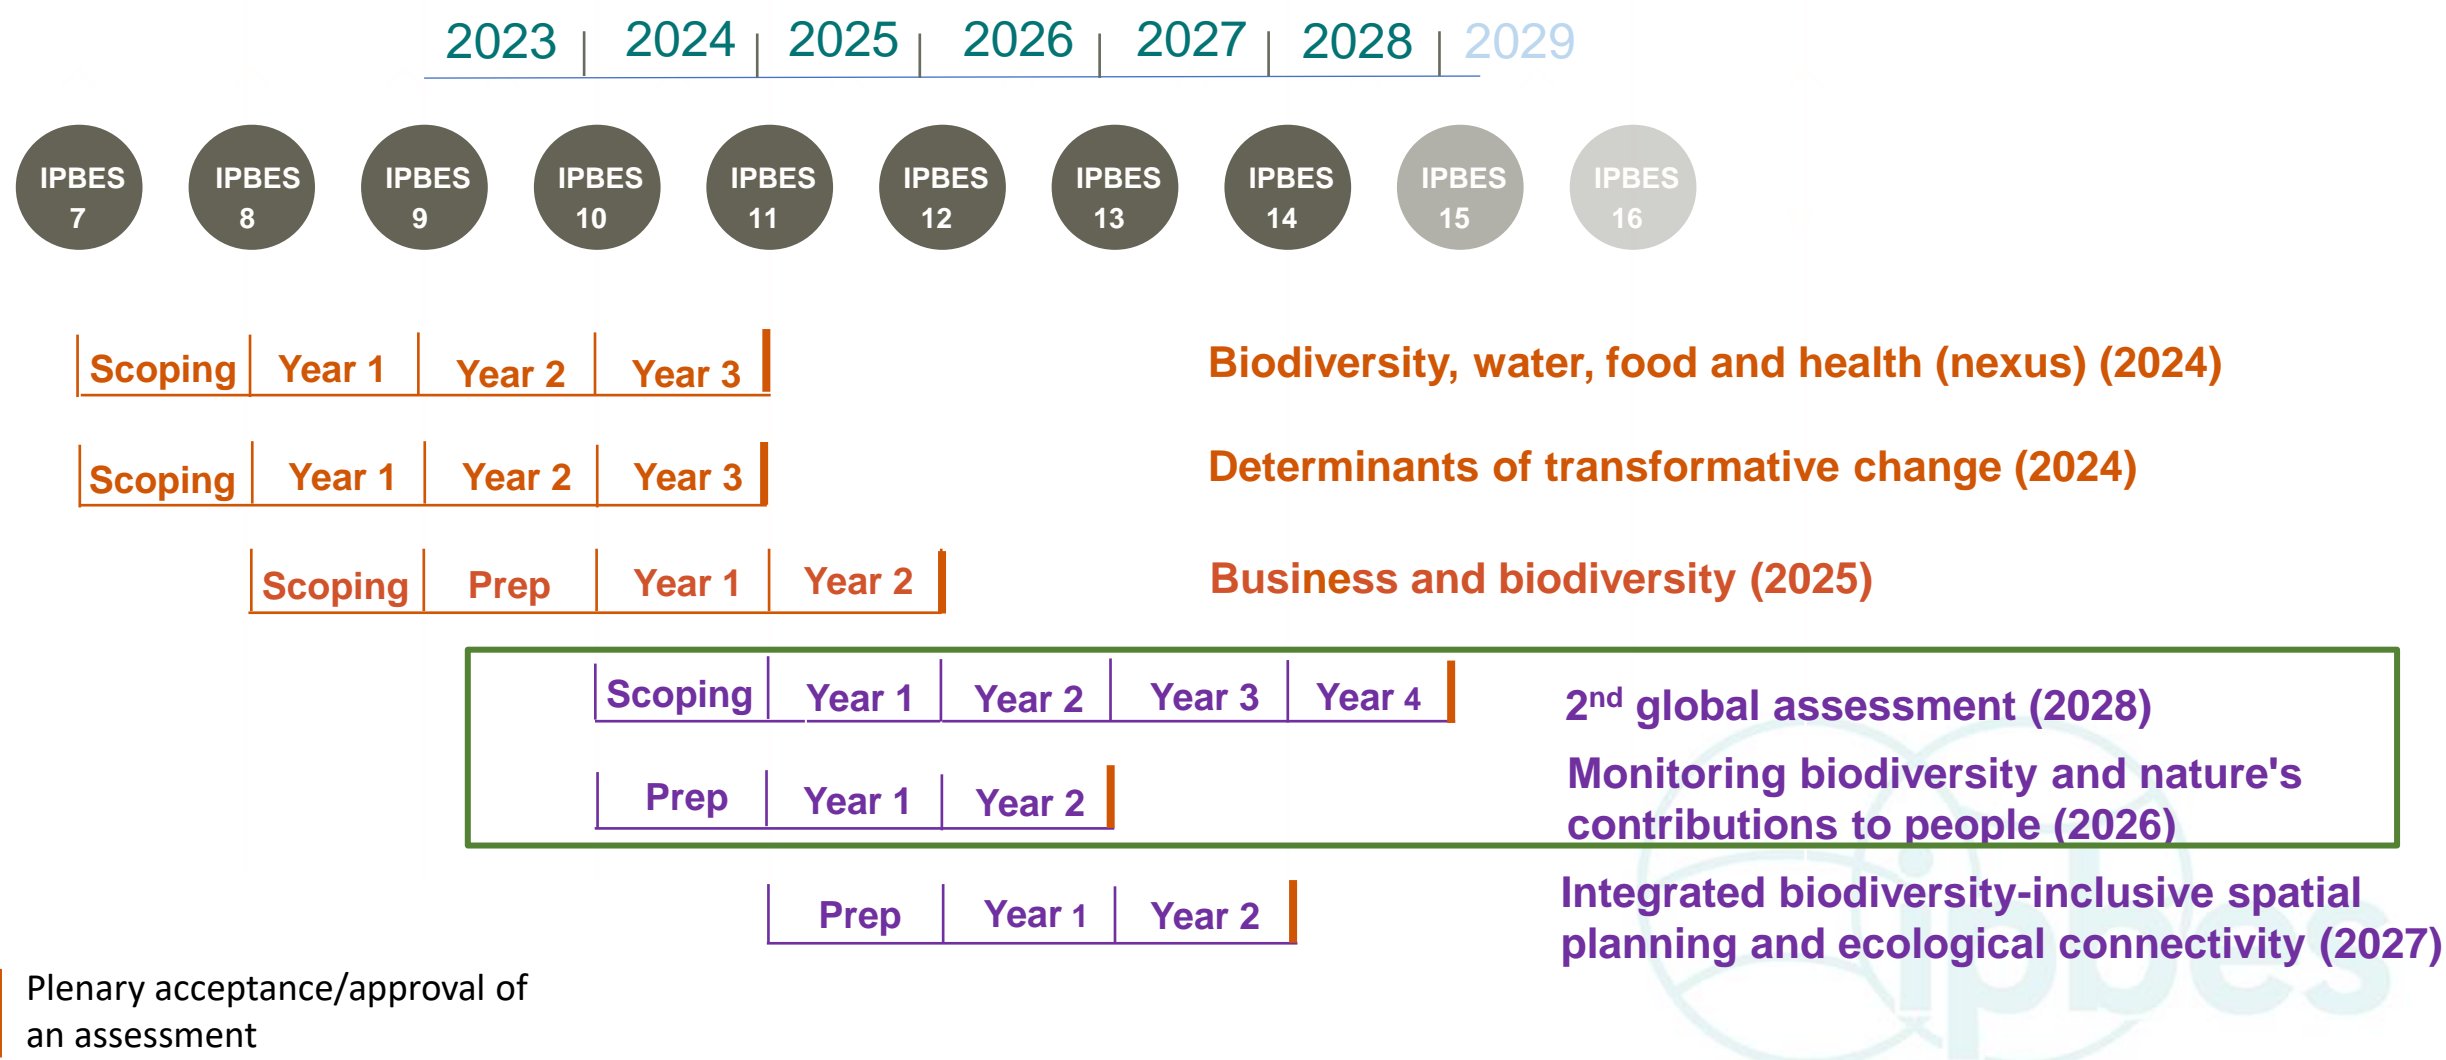 2023 2024 2025 2026 2027 2028 2029
IPBES IPBES IPBES IPBES IPBES IPBES IPBES IPBES IPBES IPBES
7 8 9 10 11 12 13 14 15 16
Scoping Year 1 Year 2 Year 3 Biodiversity, water, food and health (nexus) (2024)
Scoping Year 1 Year 2 Year 3 Determinants of transformative change (2024)
Scoping Prep Year 1 Year 2 Business and biodiversity (2025)
Scoping Year 1 Year 2 Year 3 Year 4 2nd global assessment (2028)
Prep Year 1 Year 2 Monitoring biodiversity and nature's
contributions to people (2026)
Prep Year 1 Year 2 Integrated biodiversity-inclusive spatial
planning and ecological connectivity (2027)
ipbes
Plenary acceptance/approval of
an assessment